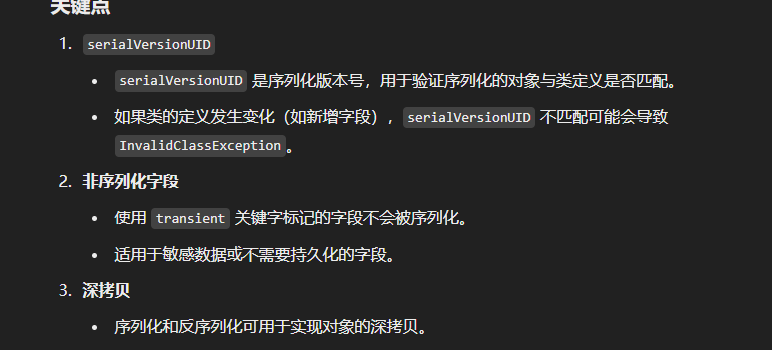 关键点
1. serialVersionUID
• serialVersionUID 是序列化版本号，用于验证序列化的对象与类定义是否匹配。
• 如果类的定义发生变化（如新增字段），serialVersionUID 不匹配可能会导致
InvalidClassException。
2. 非序列化字段
• 使用 transient 关键字标记的字段不会被序列化。
• 适用于敏感数据或不需要持久化的字段。
3. 深拷贝
• 序列化和反序列化可用于实现对象的深拷贝。